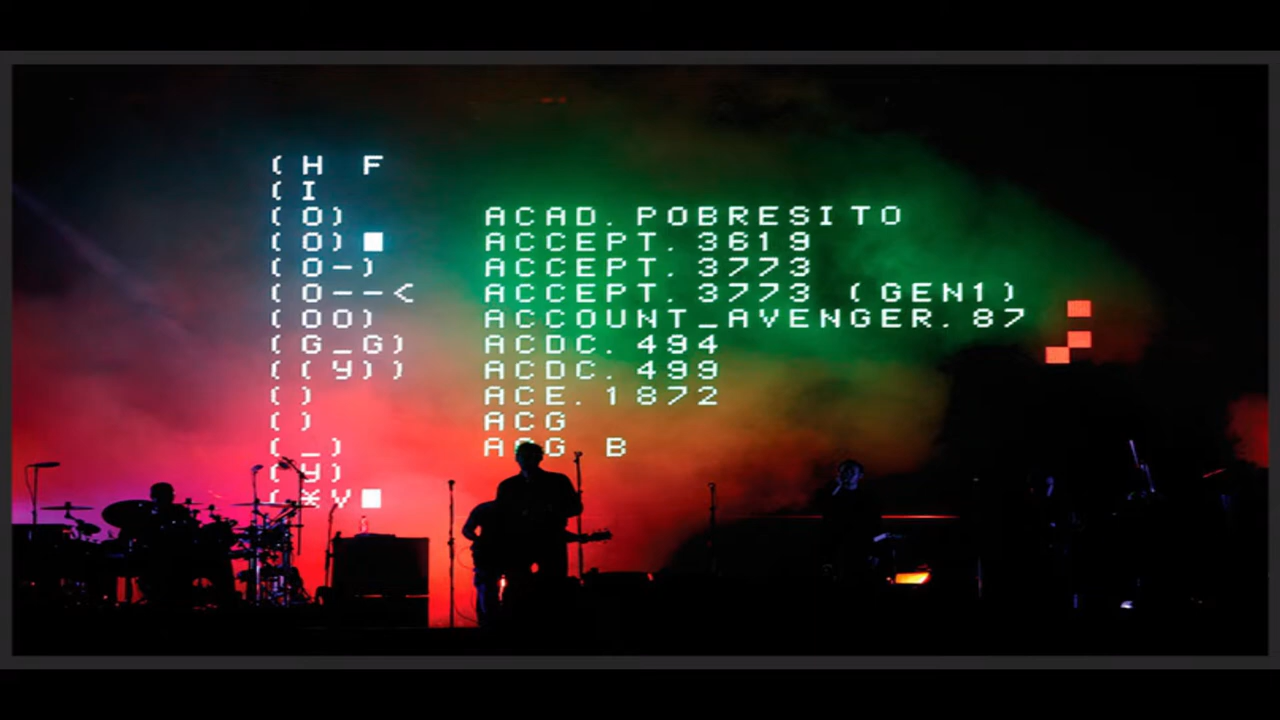 (H F
(I
(O) ACAD.POBRESITO
(O)■ ACCEPT.3619
(O-) ACCEPT.3773
(O--< ACCEPT.3773 (GEN1)
(OO) ACCOUNT_AVENGER.87
(G_G) ACDC.494
((Y)) ACDC.499
() ACE.1872
() ACG
(_) ACG B
(Y)
(*Y■